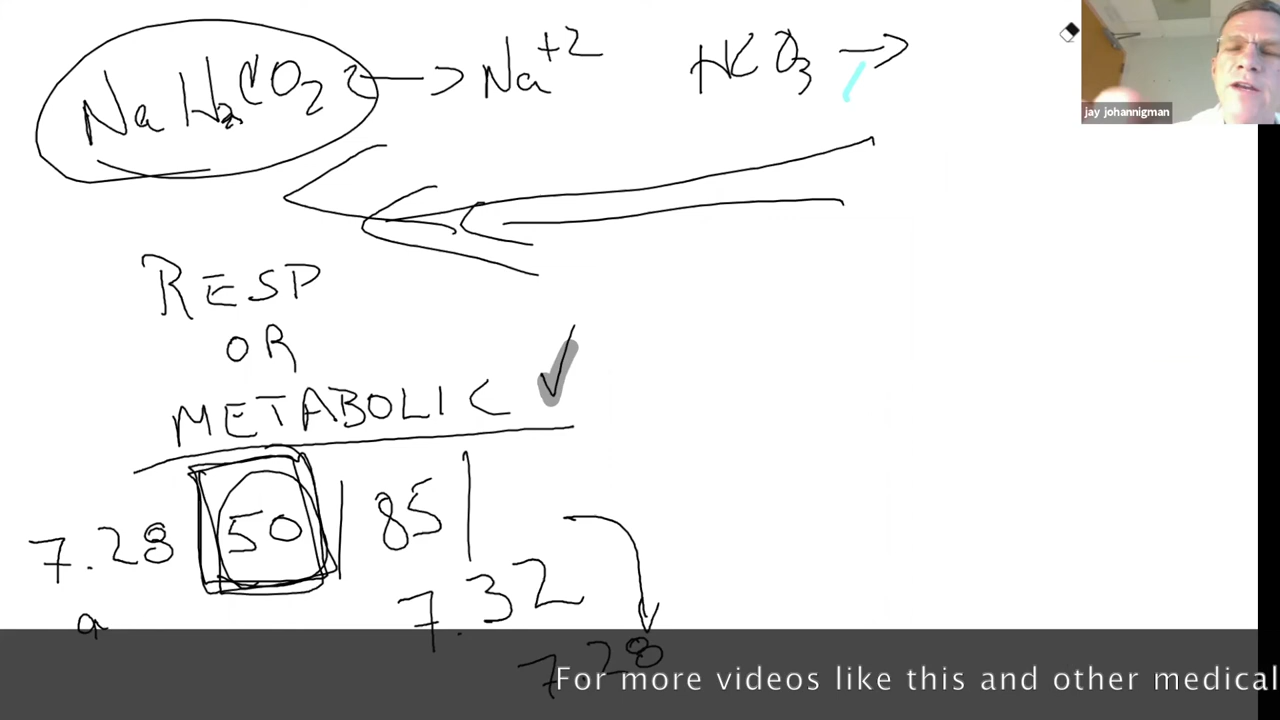 NaH₂CO₂ → Na⁺² HCO₃ →
jay johannigman
RESP
OR
METABOLIC ✓
7.28 50 | 85 |
7.32
a
7.28
For more videos like this and other medical